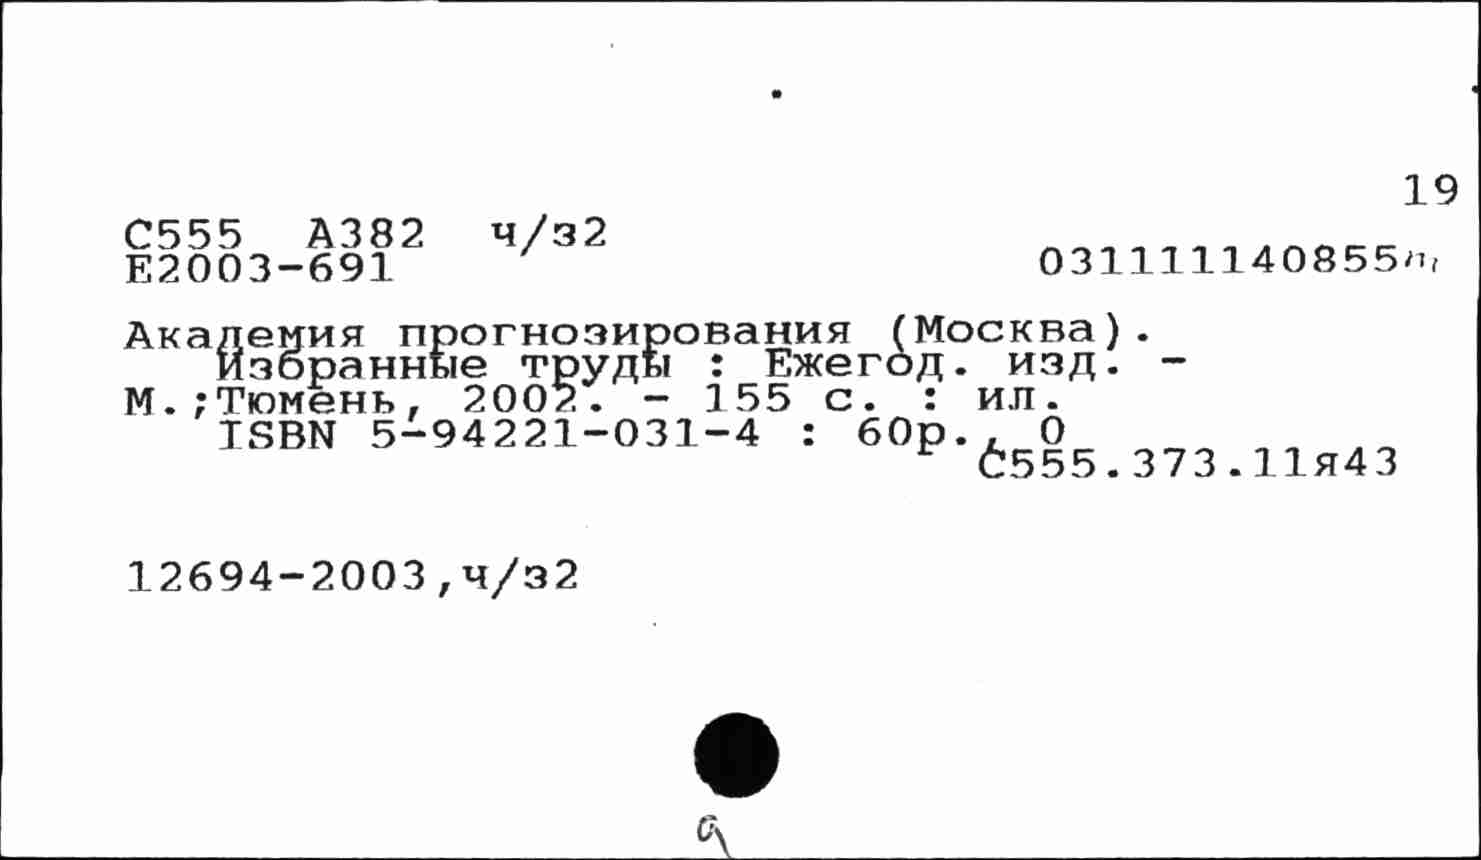 19
С555 А382 ч/з2
Е2003-691
031111140855
Академия прогнозирования (Москва).
Избранные труды : Ежегод. изд. -
М.;Тюмень, 2002. - 155 с. : ил.
ISBN 5-94221-031-4 : 60р., 0
С555.373.11я43
12694-2003,ч/з2